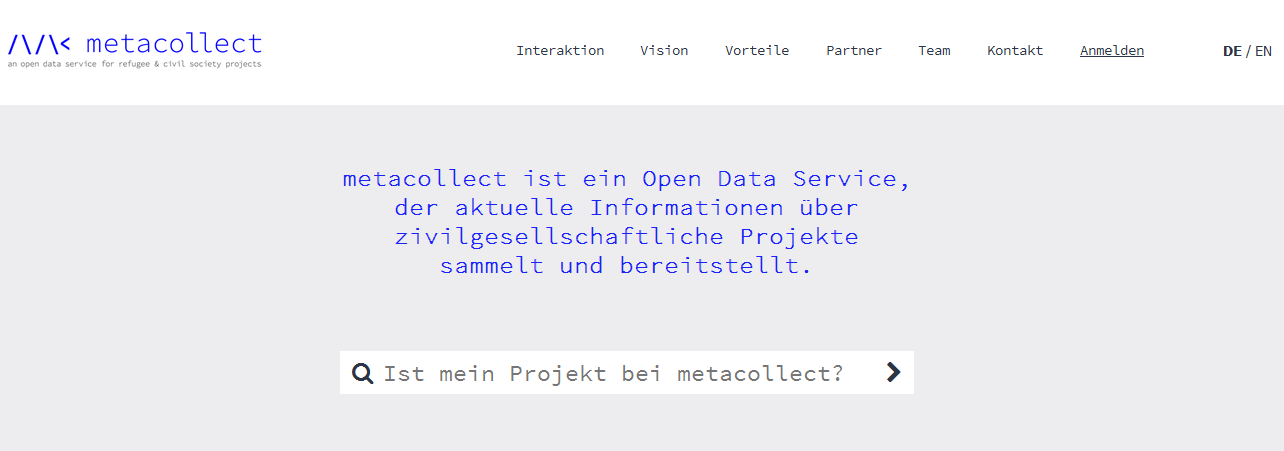 /\//\< metacollect
an open data service for refugee & civil society projects
Interaktion Vision Vorteile Partner Team Kontakt Anmelden DE / EN
metacollect ist ein Open Data Service,
der aktuelle Informationen über
zivilgesellschaftliche Projekte
sammelt und bereitstellt.
Ist mein Projekt bei metacollect?